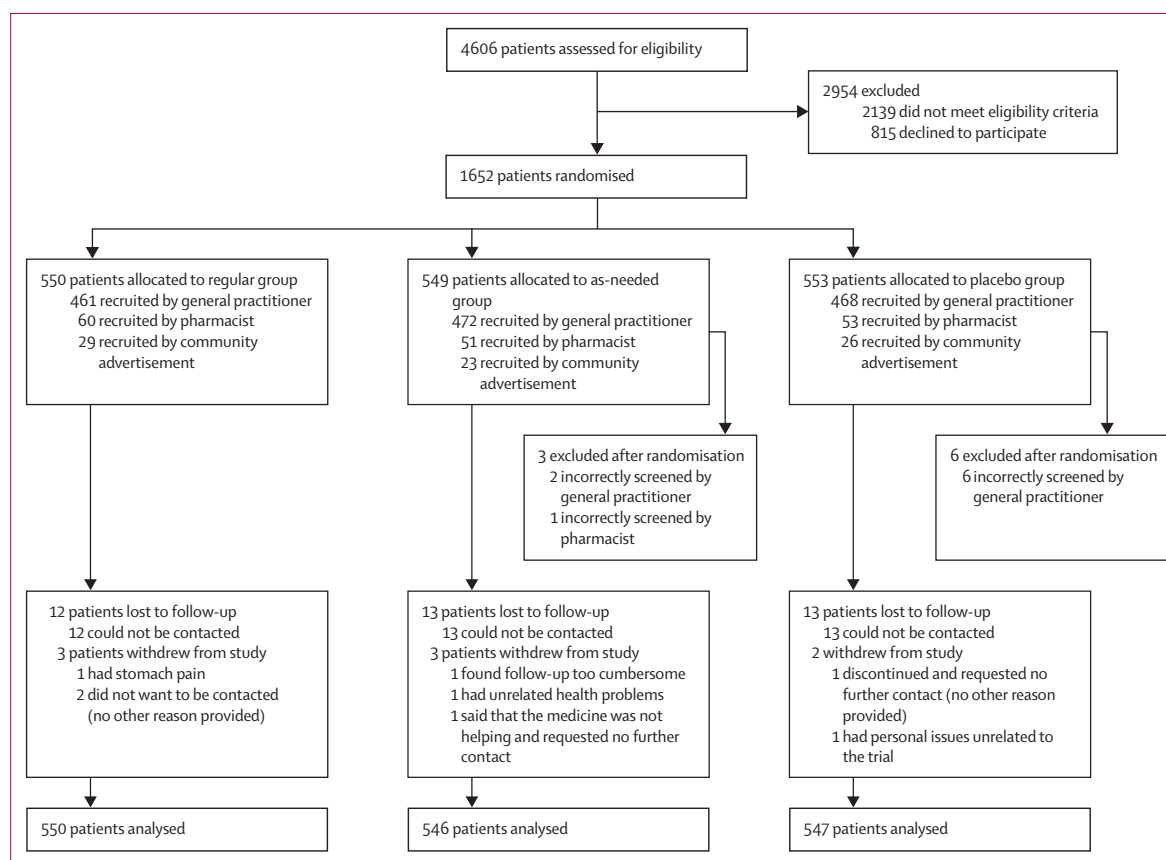 4606 patients assessed for eligibility
2954 excluded
2139 did not meet eligibility criteria
815 declined to participate
1652 patients randomised
550 patients allocated to regular group
461 recruited by general practitioner
60 recruited by pharmacist
29 recruited by community
advertisement
549 patients allocated to as-needed
group
472 recruited by general practitioner
51 recruited by pharmacist
23 recruited by community
advertisement
553 patients allocated to placebo group
468 recruited by general practitioner
53 recruited by pharmacist
26 recruited by community
advertisement
3 excluded after randomisation
2 incorrectly screened by
general practitioner
1 incorrectly screened by
pharmacist
6 excluded after randomisation
6 incorrectly screened by
general practitioner
12 patients lost to follow-up
12 could not be contacted
3 patients withdrew from study
1 had stomach pain
2 did not want to be contacted
(no other reason provided)
13 patients lost to follow-up
13 could not be contacted
3 patients withdrew from study
1 found follow-up too cumbersome
1 had unrelated health problems
1 said that the medicine was not
helping and requested no further
contact
13 patients lost to follow-up
13 could not be contacted
2 withdrew from study
1 discontinued and requested no
further contact (no other reason
provided)
1 had personal issues unrelated to
the trial
550 patients analysed
546 patients analysed
547 patients analysed